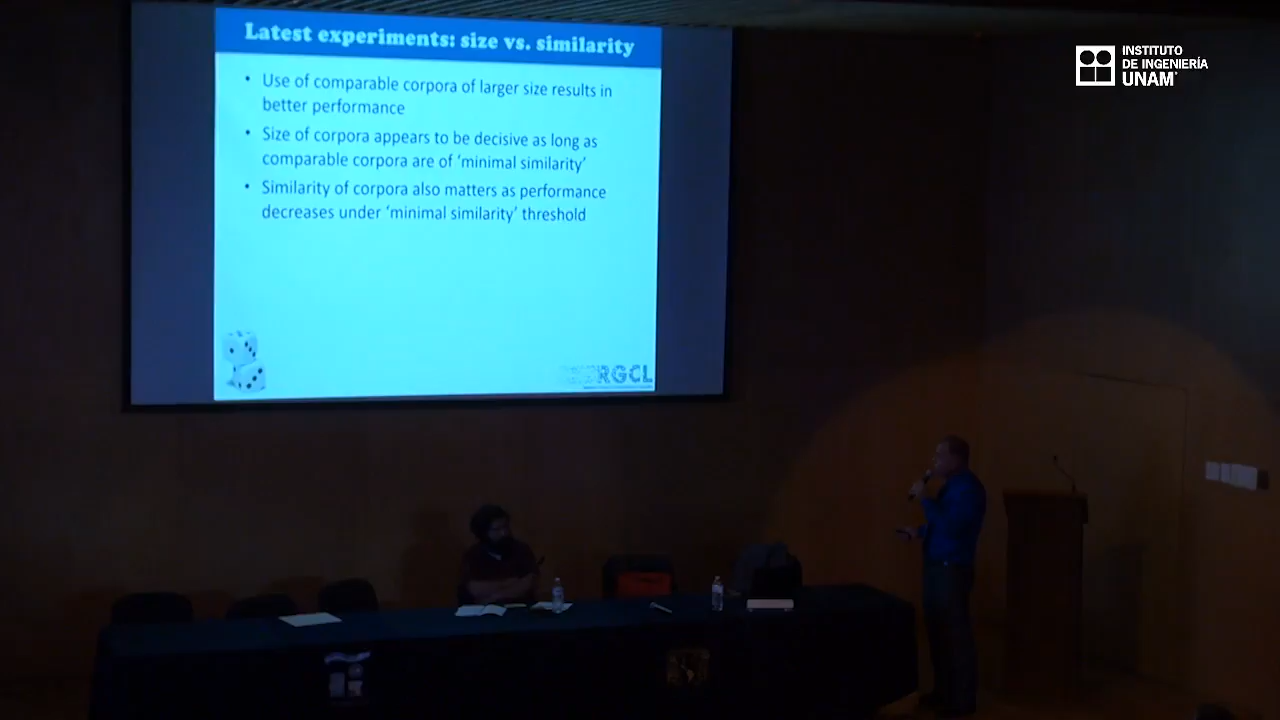 Latest experiments: size vs. similarity
• Use of comparable corpora of larger size results in
better performance
• Size of corpora appears to be decisive as long as
comparable corpora are of ‘minimal similarity’
• Similarity of corpora also matters as performance
decreases under ‘minimal similarity’ threshold
RGCL
INSTITUTO
DE INGENIERÍA
UNAM